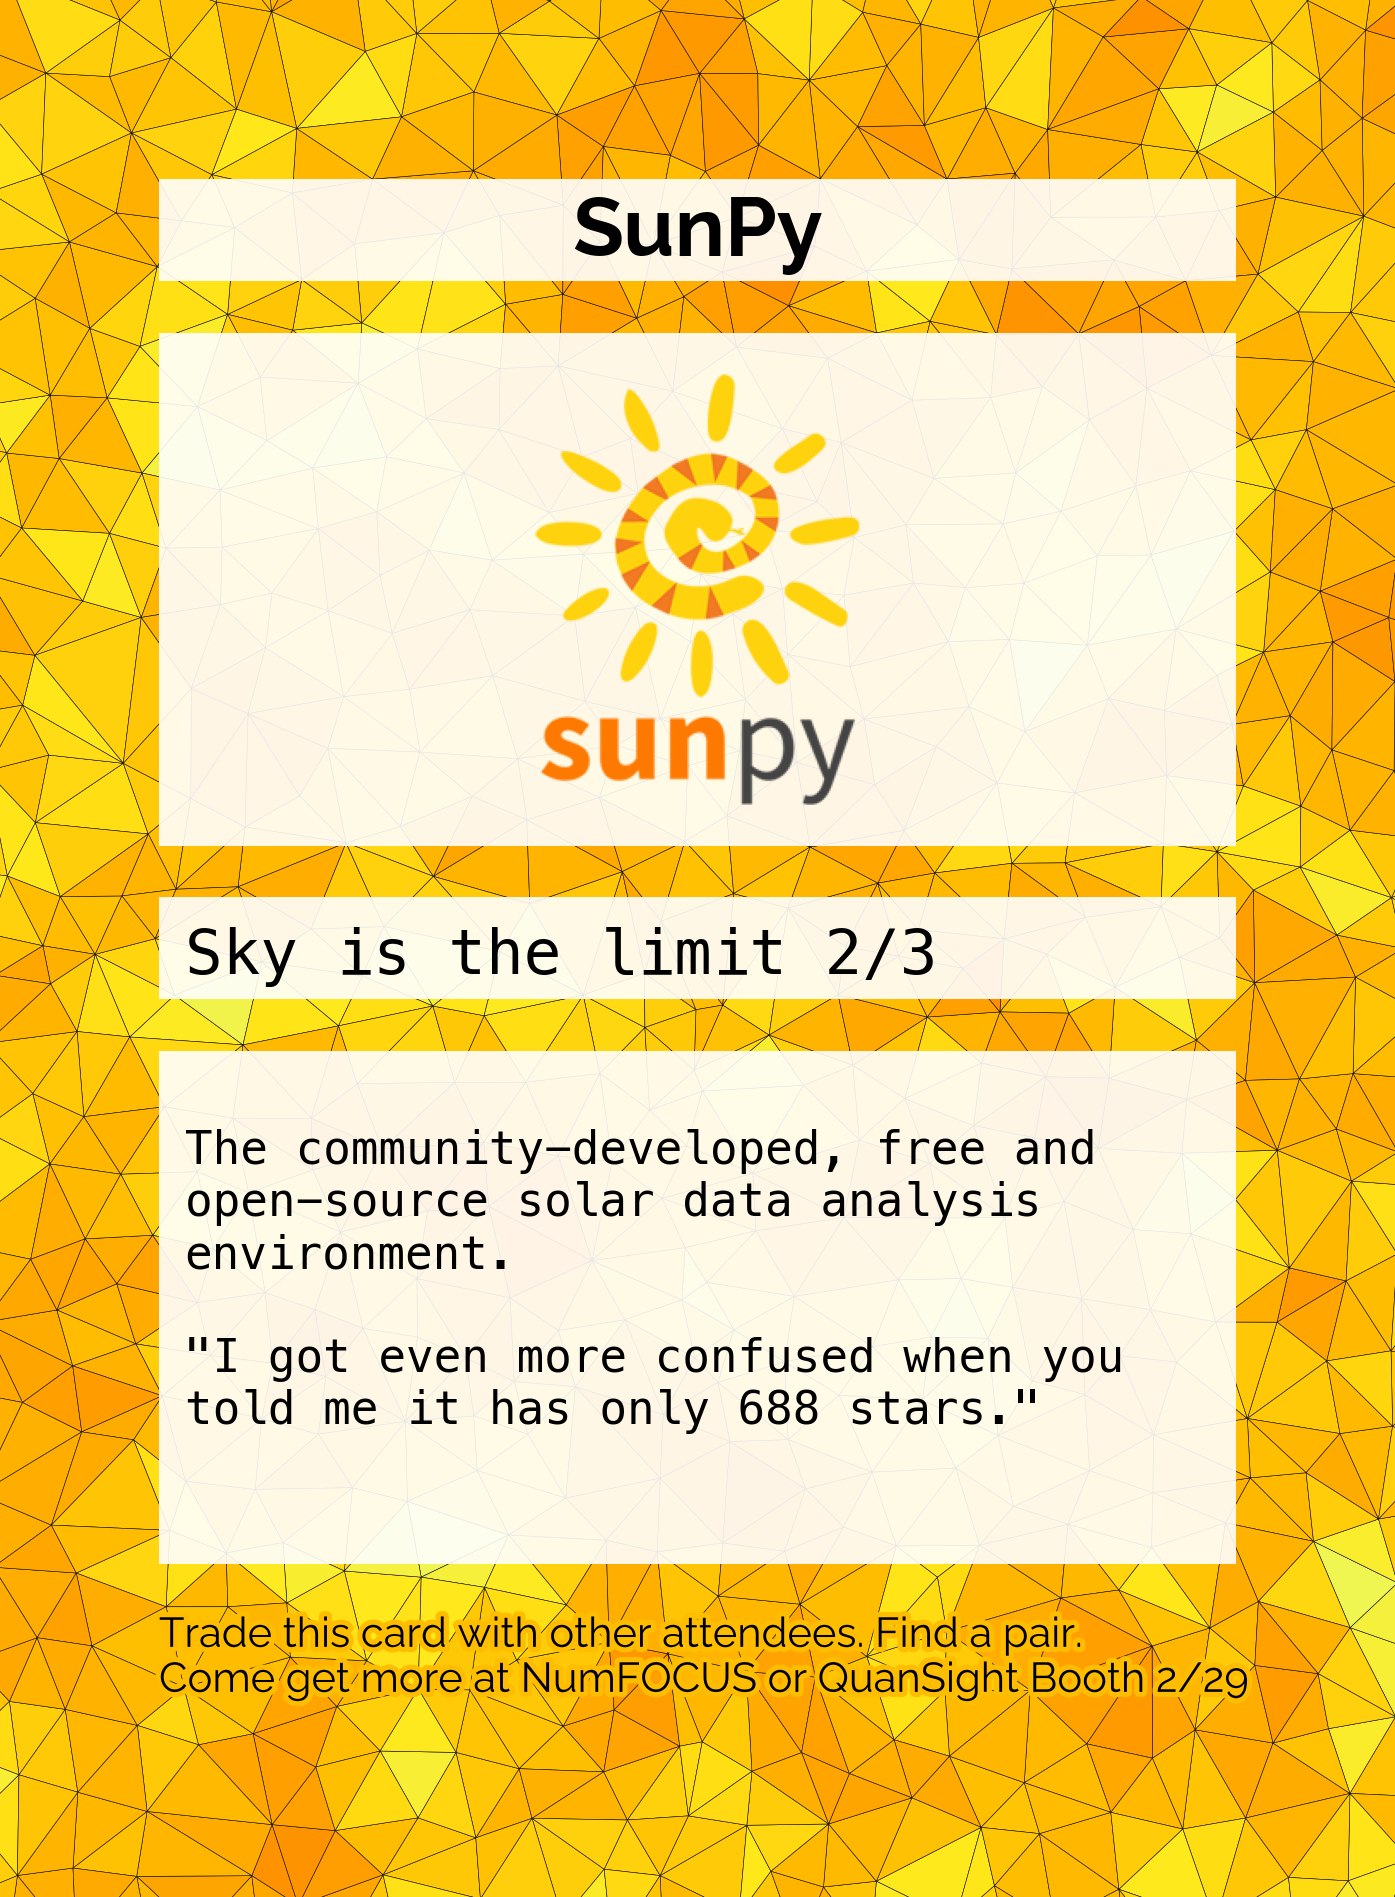 SunPy
sunpy
Sky is the limit 2/3
The community-developed, free and
open-source solar data analysis
environment.
"I got even more confused when you
told me it has only 688 stars."
Trade this card with other attendees. Find a pair.
Come get more at NumFOCUS or QuanSight Booth 2/29